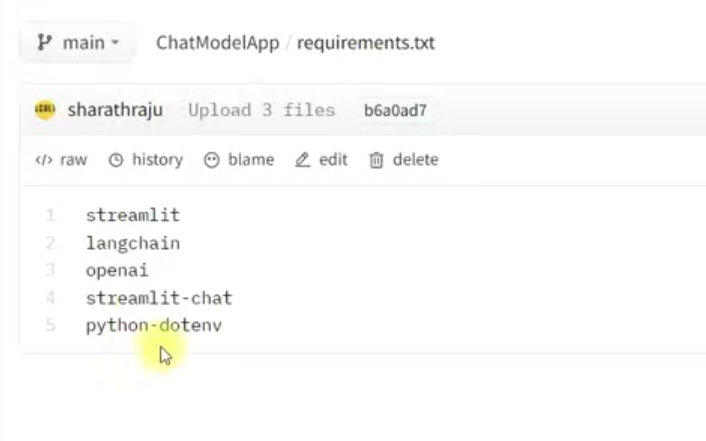 main ChatModelApp / requirements.txt
sharathraju Upload 3 files b6a0ad7
</> raw history blame edit delete
1 streamlit
2 langchain
3 openai
4 streamlit-chat
5 python-dotenv